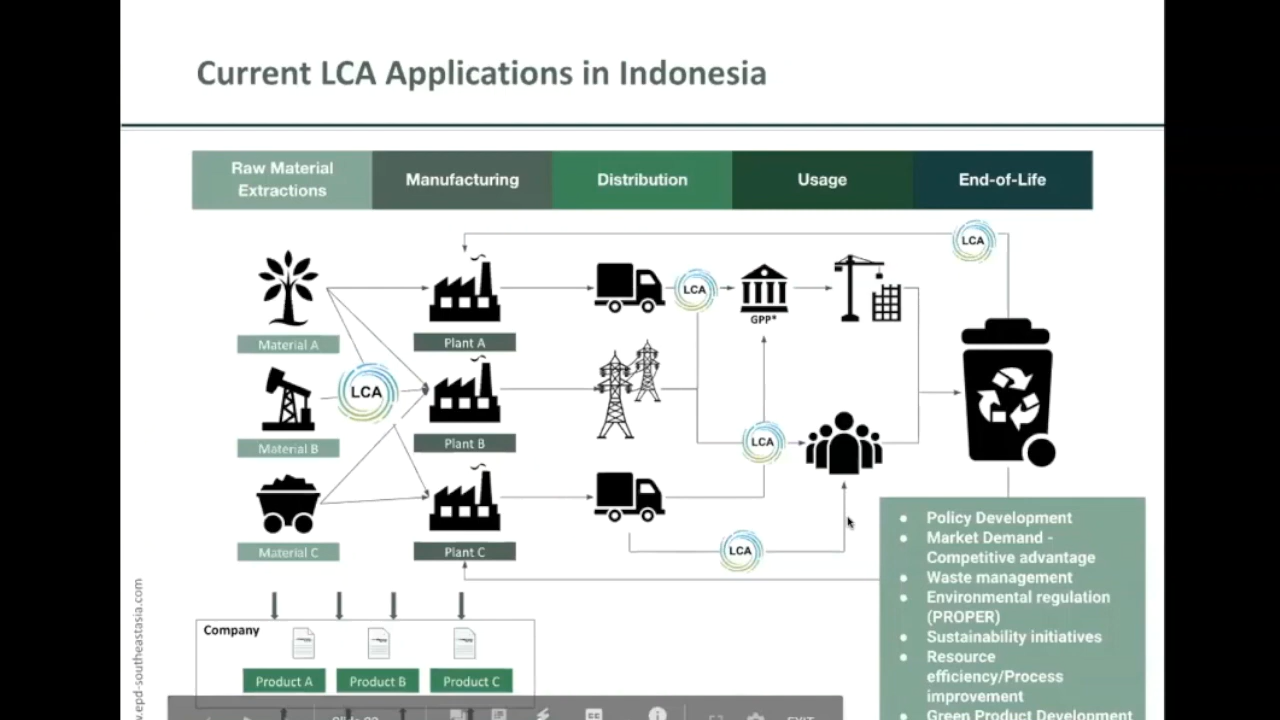 Current LCA Applications in Indonesia
Raw Material
Extractions
Manufacturing
Distribution
Usage
End-of-Life
LCA
LCA
GPP*
Material A
Plant A
LCA
Material B
Plant B
LCA
Material C
Plant C
LCA
Policy Development
Market Demand -
Competitive advantage
Waste management
Environmental regulation
(PROPER)
Sustainability initiatives
Resource
efficiency/Process
improvement
Green Product Development
Company
Product A
Product B
Product C
w.epd-southeastasia.com
EXIT